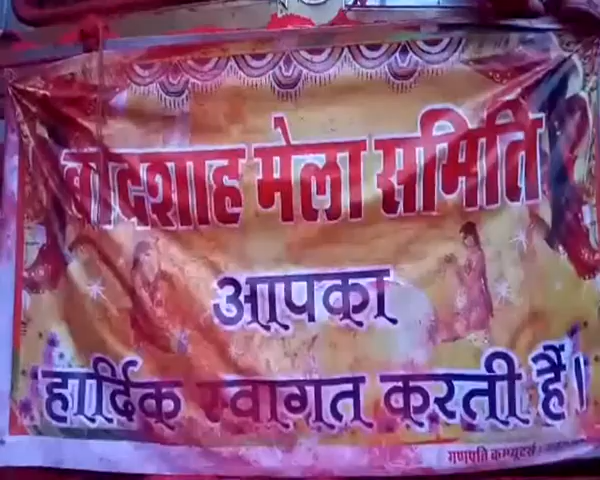 बादशाह मेला समिति
आपका
हार्दिक स्वागत करती हैं।
गणपति कम्प्यूटर्स